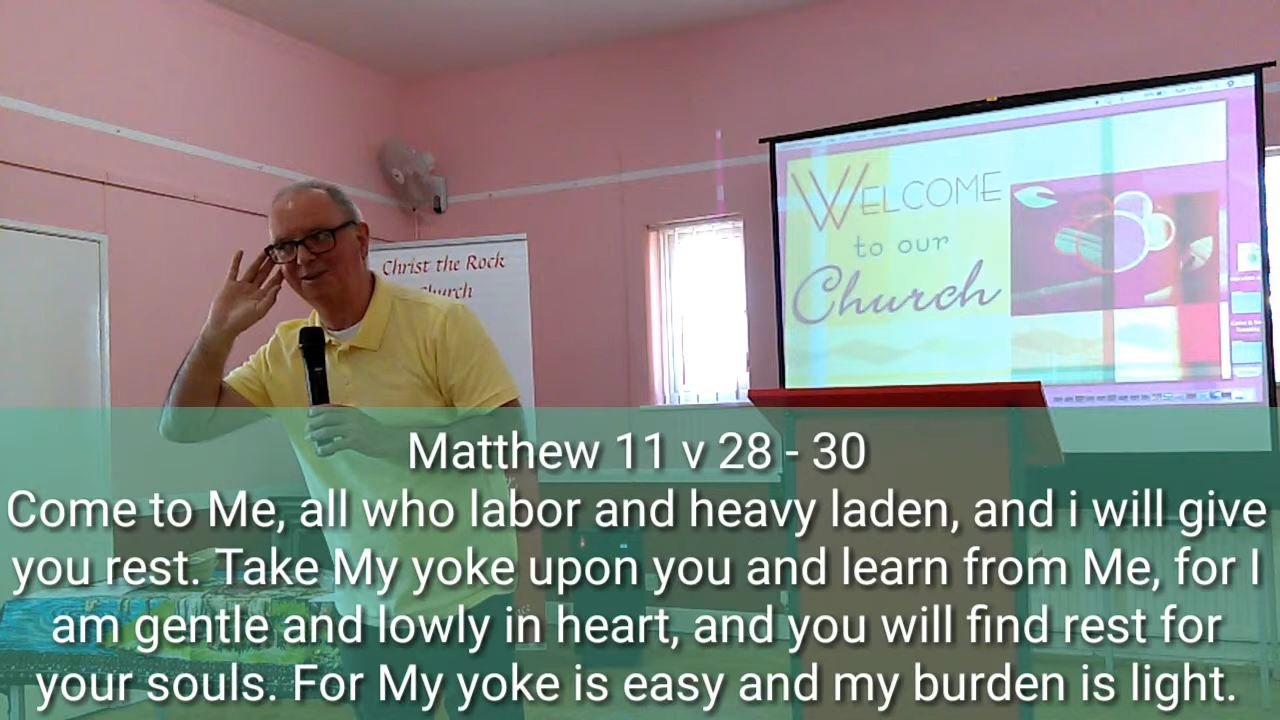 Christ the Rock
Church
WELCOME
to our
Church
Matthew 11 v 28 - 30
Come to Me, all who labor and heavy laden, and i will give
you rest. Take My yoke upon you and learn from Me, for I
am gentle and lowly in heart, and you will find rest for
your souls. For My yoke is easy and my burden is light.